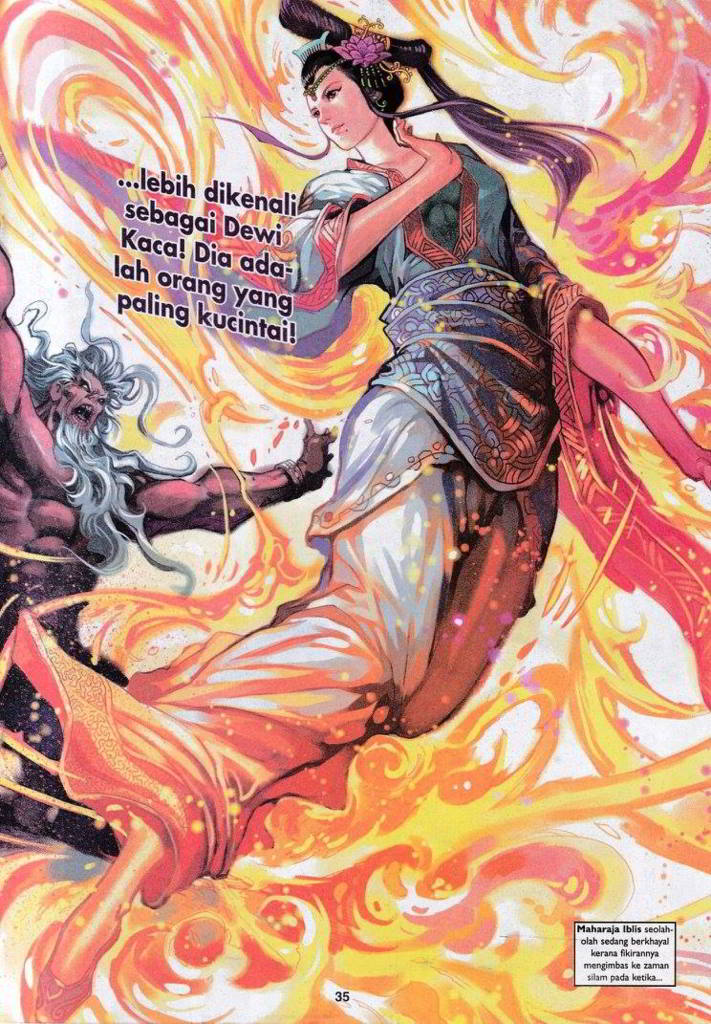 ...lebih dikenali
sebagai Dewi
Kaca! Dia ada-
lah orang yang
paling kucintai!
Maharaja Iblis seolah-
olah sedang berkhayal
kerana fikirannya
mengimbas ke zaman
silam pada ketika...
35